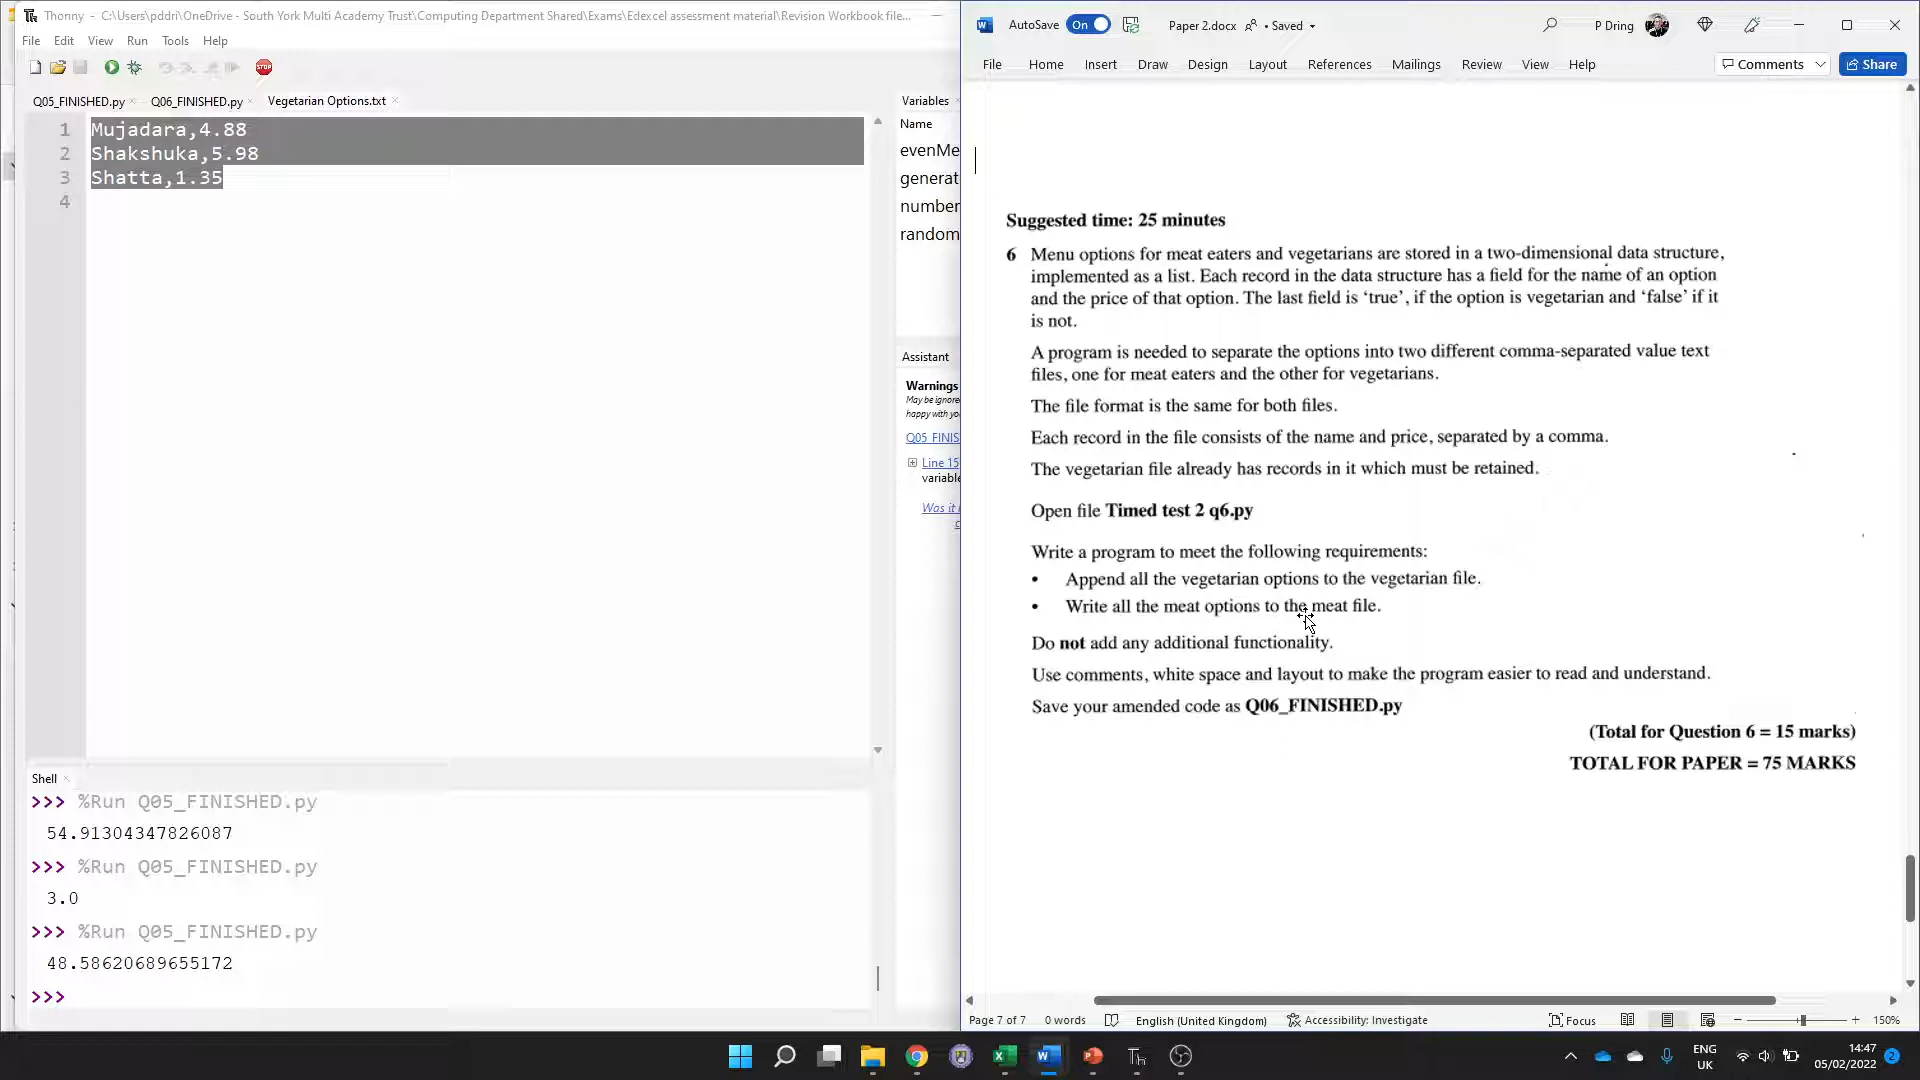 Thonny - C:\Users\pddri\OneDrive - South York Multi Academy Trust\Computing Department Shared\Exams\Edexcel assessment material\Revision Workbook file...
File Edit View Run Tools Help
STOP
Q05_FINISHED.py Q06_FINISHED.py Vegetarian Options.txt
1 Mujadara,4.88
2 Shakshuka,5.98
3 Shatta,1.35
4
Variables
Name
evenMe
generat
number
random
Assistant
Warnings
May be ignore
happy with yo
Q05 FINIS
Line 15
variable
Was it
Shell
>>> %Run Q05_FINISHED.py
54.91304347826087
>>> %Run Q05_FINISHED.py
3.0
>>> %Run Q05_FINISHED.py
48.58620689655172
>>>
AutoSave On Paper 2.docx • Saved P Dring
File Home Insert Draw Design Layout References Mailings Review View Help Comments Share
Suggested time: 25 minutes
6 Menu options for meat eaters and vegetarians are stored in a two-dimensional data structure,
implemented as a list. Each record in the data structure has a field for the name of an option
and the price of that option. The last field is ‘true’, if the option is vegetarian and ‘false’ if it
is not.
A program is needed to separate the options into two different comma-separated value text
files, one for meat eaters and the other for vegetarians.
The file format is the same for both files.
Each record in the file consists of the name and price, separated by a comma.
The vegetarian file already has records in it which must be retained.
Open file Timed test 2 q6.py
Write a program to meet the following requirements:
• Append all the vegetarian options to the vegetarian file.
• Write all the meat options to the meat file.
Do not add any additional functionality.
Use comments, white space and layout to make the program easier to read and understand.
Save your amended code as Q06_FINISHED.py
(Total for Question 6 = 15 marks)
TOTAL FOR PAPER = 75 MARKS
Page 7 of 7 0 words English (United Kingdom) Accessibility: Investigate Focus 150%
ENG
UK
14:47
05/02/2022
2